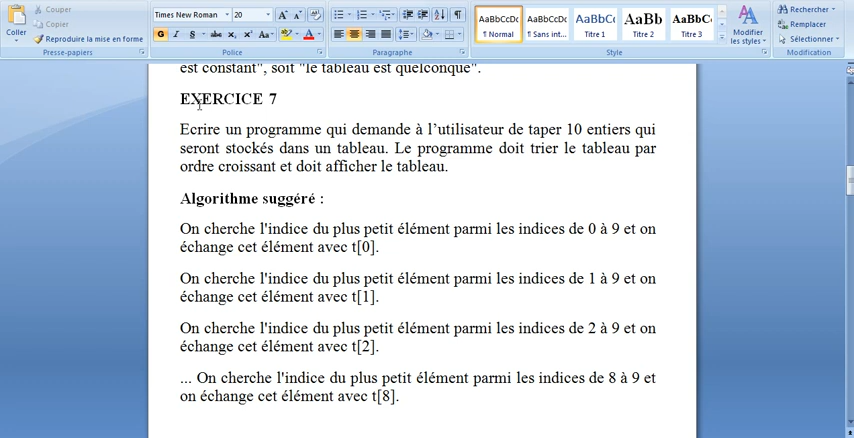 Times New Roman 20
Coller
Couper
Copier
Reproduire la mise en forme
Presse-papiers
Police
Paragraphe
AaBbCcDc AaBbCcDc AaBbC AaBb AaBbC
¶ Normal ¶ Sans int... Titre 1 Titre 2 Titre 3
Style
Modifier
les styles
Rechercher
Remplacer
Sélectionner
Modification
est constant", soit "le tableau est quelconque".
EXERCICE 7
Ecrire un programme qui demande à l’utilisateur de taper 10 entiers qui
seront stockés dans un tableau. Le programme doit trier le tableau par
ordre croissant et doit afficher le tableau.
Algorithme suggéré :
On cherche l'indice du plus petit élément parmi les indices de 0 à 9 et on
échange cet élément avec t[0].
On cherche l'indice du plus petit élément parmi les indices de 1 à 9 et on
échange cet élément avec t[1].
On cherche l'indice du plus petit élément parmi les indices de 2 à 9 et on
échange cet élément avec t[2].
... On cherche l'indice du plus petit élément parmi les indices de 8 à 9 et
on échange cet élément avec t[8].